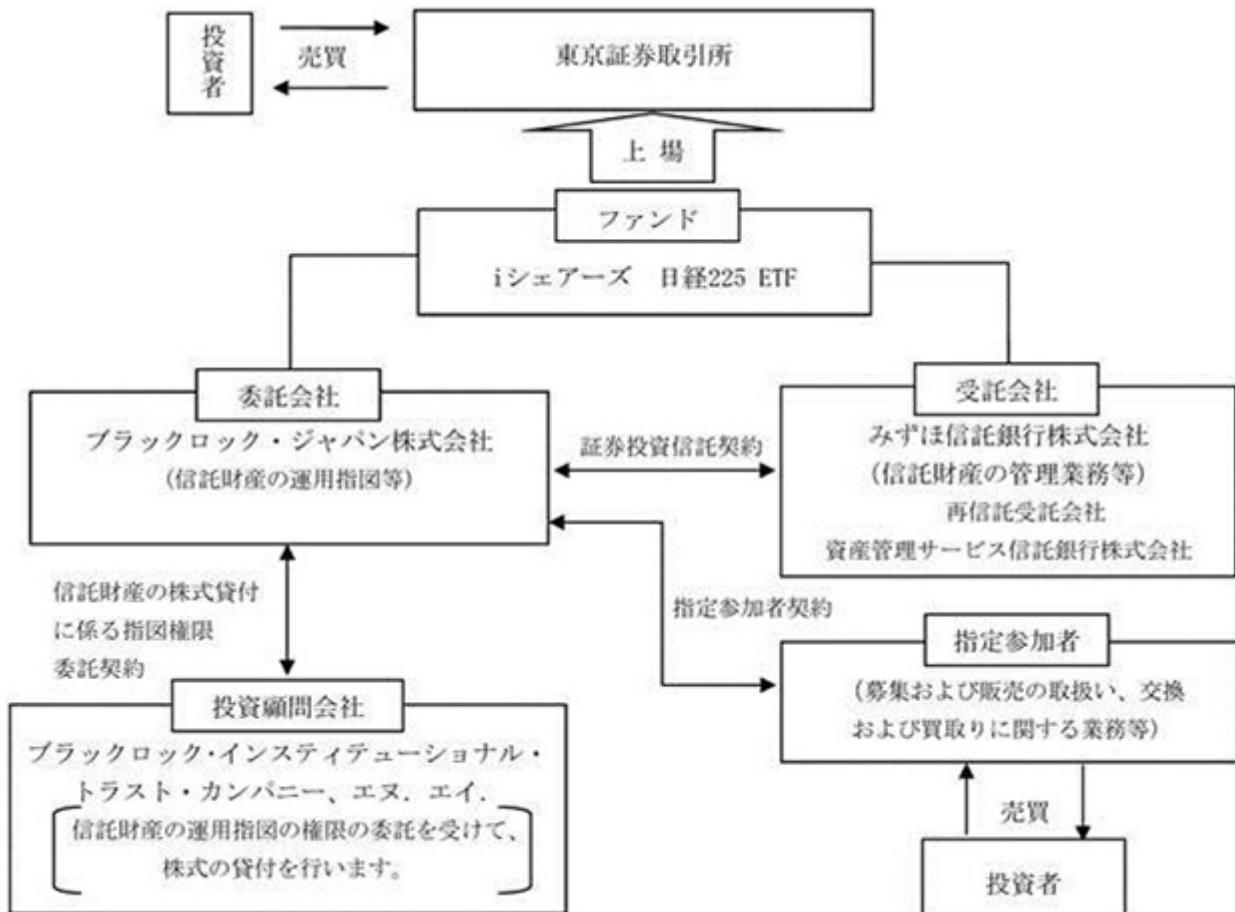 投資者
売買
東京証券取引所
上 場
ファンド
iシェアーズ 日経225 ETF
委託会社
ブラックロック・ジャパン株式会社
(信託財産の運用指図等)
証券投資信託契約
受託会社
みずほ信託銀行株式会社
(信託財産の管理業務等)
再信託受託会社
資産管理サービス信託銀行株式会社
信託財産の株式貸付
に係る指図権限
委託契約
指定参加者契約
指定参加者
(募集および販売の取扱い、交換
および買取りに関する業務等)
投資顧問会社
ブラックロック・インスティテューショナル・
トラスト・カンパニー、エヌ．エイ．
信託財産の運用指図の権限の委託を受けて、
株式の貸付を行います。
売買
投資者